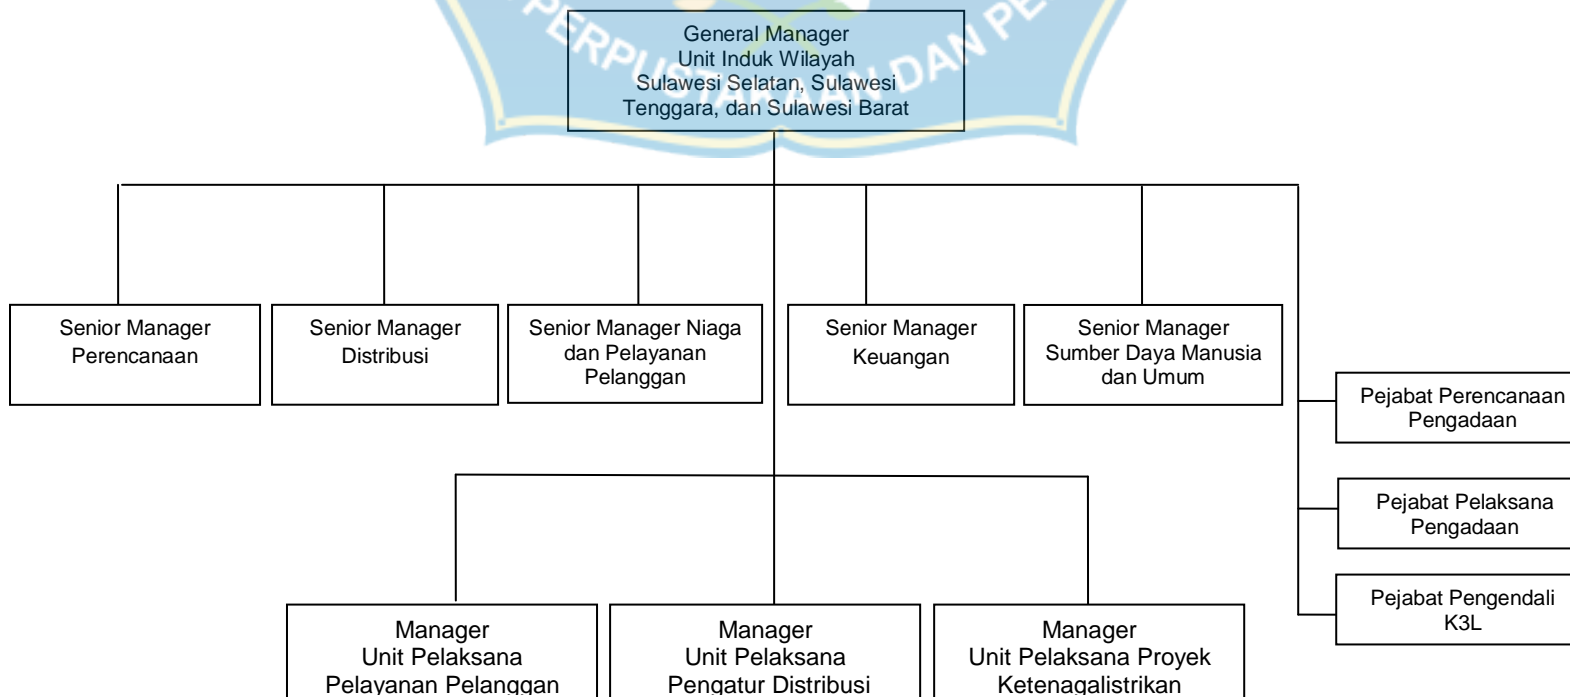 PERPUSTAKAAN DAN PE
General Manager
Unit Induk Wilayah
Sulawesi Selatan, Sulawesi
Tenggara, dan Sulawesi Barat
Senior Manager
Perencanaan
Senior Manager
Distribusi
Senior Manager Niaga
dan Pelayanan
Pelanggan
Senior Manager
Keuangan
Senior Manager
Sumber Daya Manusia
dan Umum
Pejabat Perencanaan
Pengadaan
Pejabat Pelaksana
Pengadaan
Pejabat Pengendali
K3L
Manager
Unit Pelaksana
Pelayanan Pelanggan
Manager
Unit Pelaksana
Pengatur Distribusi
Manager
Unit Pelaksana Proyek
Ketenagalistrikan